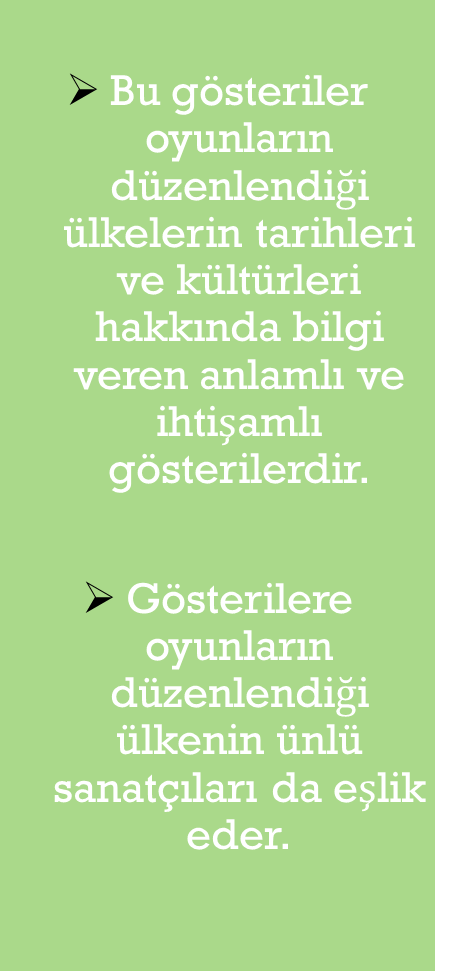 ➢ Bu gösteriler
oyunların
düzenlendiği
ülkelerin tarihleri
ve kültürleri
hakkında bilgi
veren anlamlı ve
ihtişamlı
gösterilerdir.
➢ Gösterilere
oyunların
düzenlendiği
ülkenin ünlü
sanatçıları da eşlik
eder.